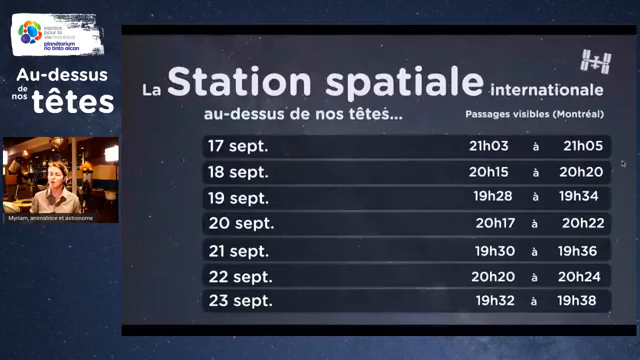 espace
pour la
vie montréal
planétarium
rio tinto alcan
Au-dessus
de
nos
têtes
Myriam, animatrice et astronome
La Station spatiale internationale
au-dessus de nos têtes... Passages visibles (Montréal)
17 sept. 21h03 à 21h05
18 sept. 20h15 à 20h20
19 sept. 19h28 à 19h34
20 sept. 20h17 à 20h22
21 sept. 19h30 à 19h36
22 sept. 20h20 à 20h24
23 sept. 19h32 à 19h38